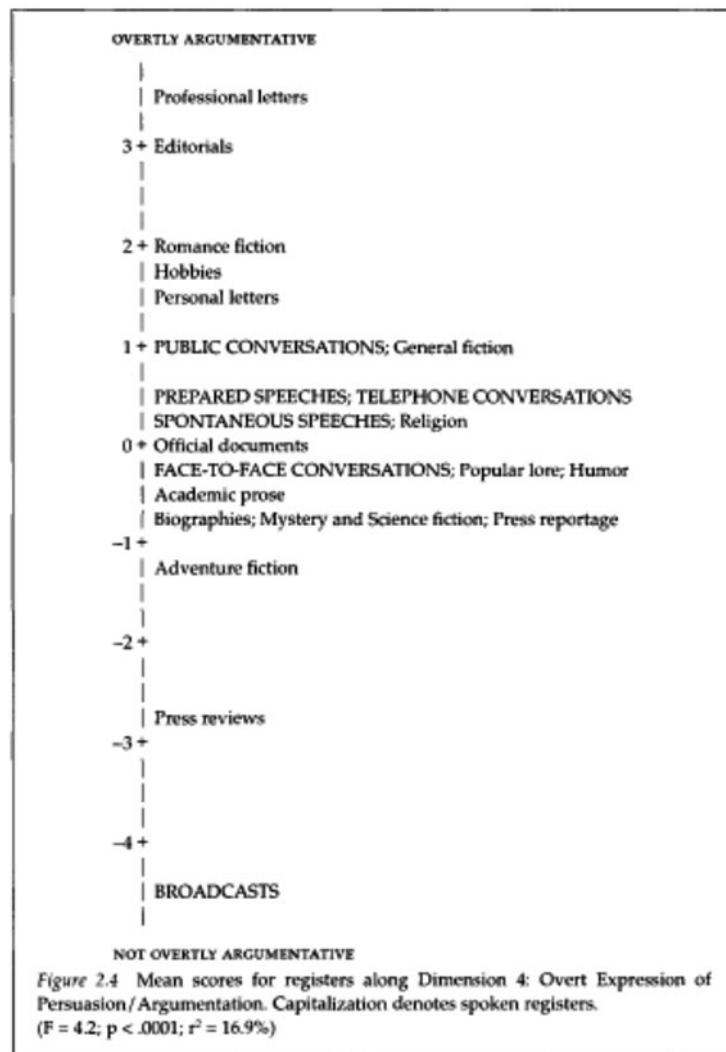 OVERTLY ARGUMENTATIVE
Professional letters
3 + Editorials
2 + Romance fiction
Hobbies
Personal letters
1 + PUBLIC CONVERSATIONS; General fiction
PREPARED SPEECHES; TELEPHONE CONVERSATIONS
SPONTANEOUS SPEECHES; Religion
0 + Official documents
FACE-TO-FACE CONVERSATIONS; Popular lore; Humor
Academic prose
Biographies; Mystery and Science fiction; Press reportage
–1 +
Adventure fiction
–2 +
Press reviews
–3 +
–4 +
BROADCASTS
NOT OVERTLY ARGUMENTATIVE
Figure 2.4 Mean scores for registers along Dimension 4: Overt Expression of
Persuasion/Argumentation. Capitalization denotes spoken registers.
(F = 4.2; p < .0001; r² = 16.9%)